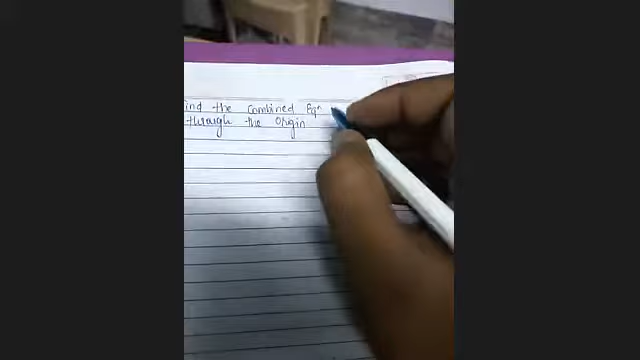 ind the Combined Eqⁿ
through the Origin